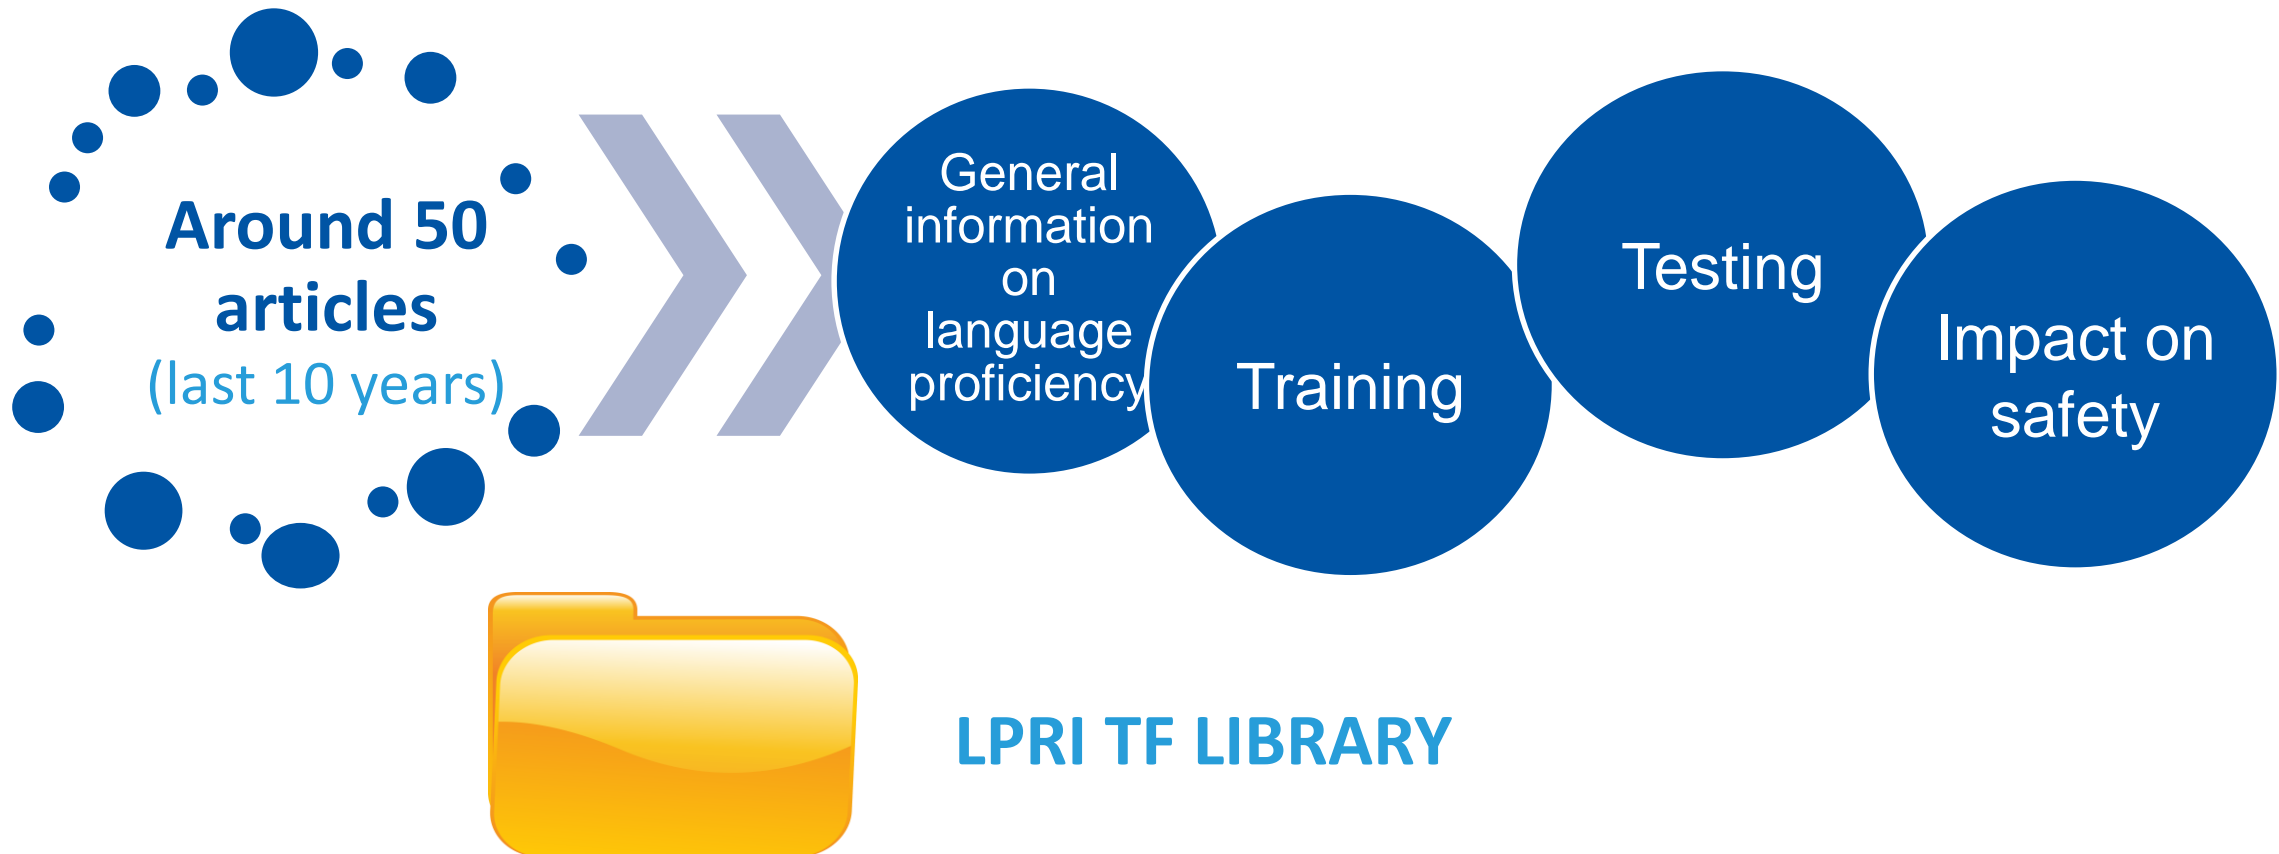 Around 50
articles
(last 10 years)
General
information
on
language
proficiency
Training
Testing
Impact on
safety
LPRI TF LIBRARY